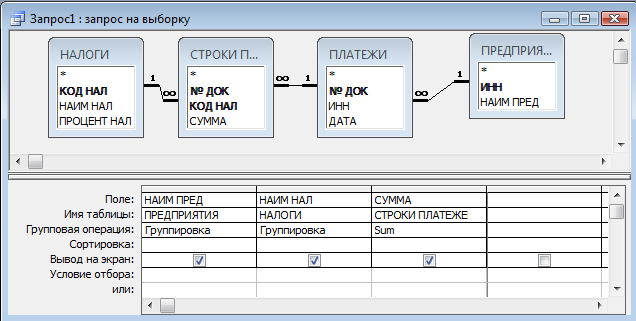 Запрос1 : запрос на выборку
НАЛОГИ
*
КОД НАЛ
НАИМ НАЛ
ПРОЦЕНТ НАЛ
1
∞
СТРОКИ П...
*
№ ДОК
КОД НАЛ
СУММА
∞
1
ПЛАТЕЖИ
*
№ ДОК
ИНН
ДАТА
∞
1
ПРЕДПРИЯ...
*
ИНН
НАИМ ПРЕД
Поле: НАИМ ПРЕД НАИМ НАЛ СУММА
Имя таблицы: ПРЕДПРИЯТИЯ НАЛОГИ СТРОКИ ПЛАТЕЖЕ
Групповая операция: Группировка Группировка Sum
Сортировка:
Вывод на экран:
Условие отбора:
или: